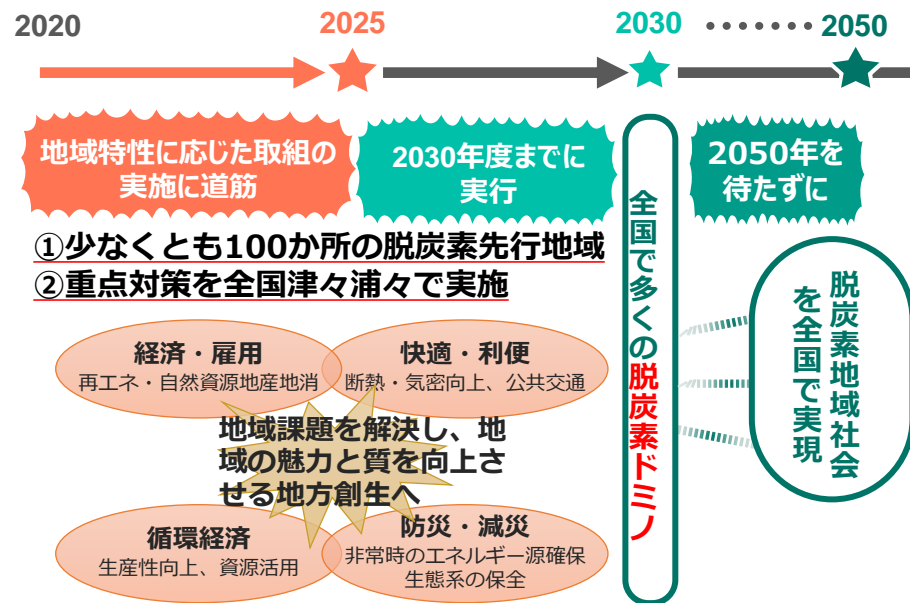 2020
2025
2030
・・・・・・・
2050
地域特性に応じた取組の
実施に道筋
2030年度までに
実行
2050年を
待たずに
①少なくとも100か所の脱炭素先行地域
②重点対策を全国津々浦々で実施
経済・雇用
再エネ・自然資源地産地消
快適・利便
断熱・気密向上、公共交通
地域課題を解決し、地
域の魅力と質を向上さ
せる地方創生へ
循環経済
生産性向上、資源活用
防災・減災
非常時のエネルギー源確保
生態系の保全
全国で多くの脱炭素ドミノ
脱炭素地域社会
を全国で実現